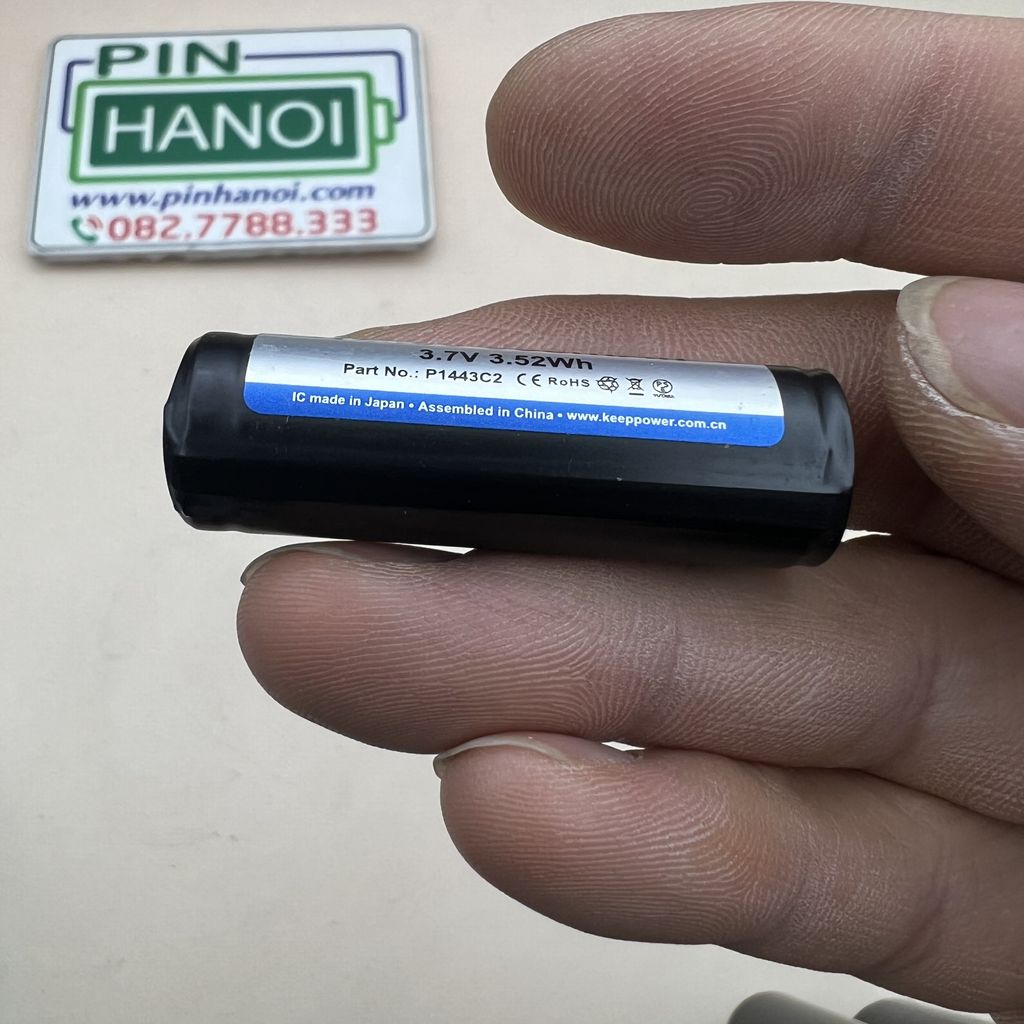 PIN
HANOI
www.pinhanoi.com
082.7788.333
3.7V 3.52Wh
Part No.: P1443C2 CE RoHS
IC made in Japan • Assembled in China • www.keeppower.com.cn